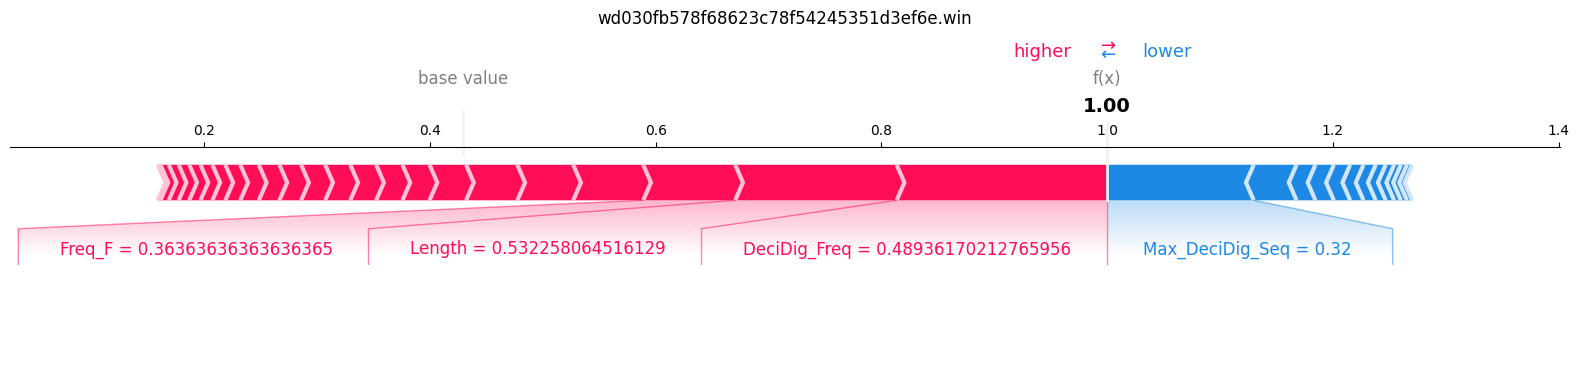 wd030fb578f68623c78f54245351d3ef6e.win
higher ⇄ lower
base value f(x)
1.00
0.2 0.4 0.6 0.8 1.0 1.2 1.4
Freq_F = 0.36363636363636365 Length = 0.532258064516129 DeciDig_Freq = 0.48936170212765956 Max_DeciDig_Seq = 0.32